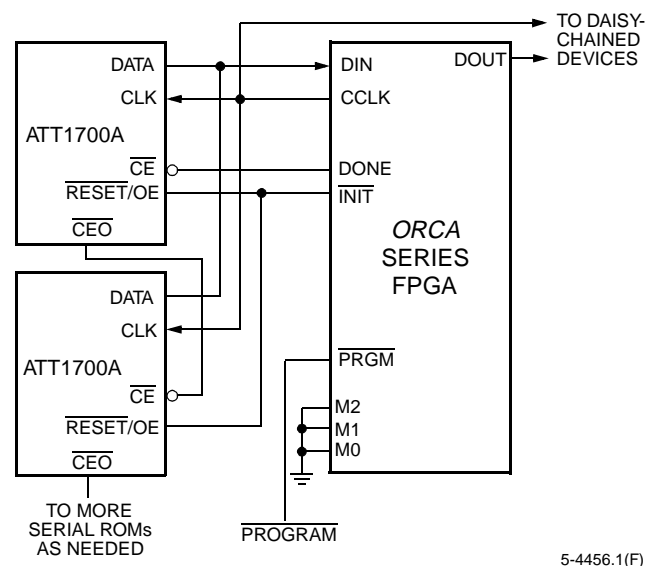 TO DAISY-
CHAINED
DEVICES
DATA
CLK
ATT1700A
CE
RESET/OE
CEO
DIN
DOUT
CCLK
DONE
INIT
ORCA
SERIES
FPGA
PRGM
M2
M1
M0
DATA
CLK
ATT1700A
CE
RESET/OE
CEO
TO MORE
SERIAL ROMs
AS NEEDED
PROGRAM
5-4456.1(F)